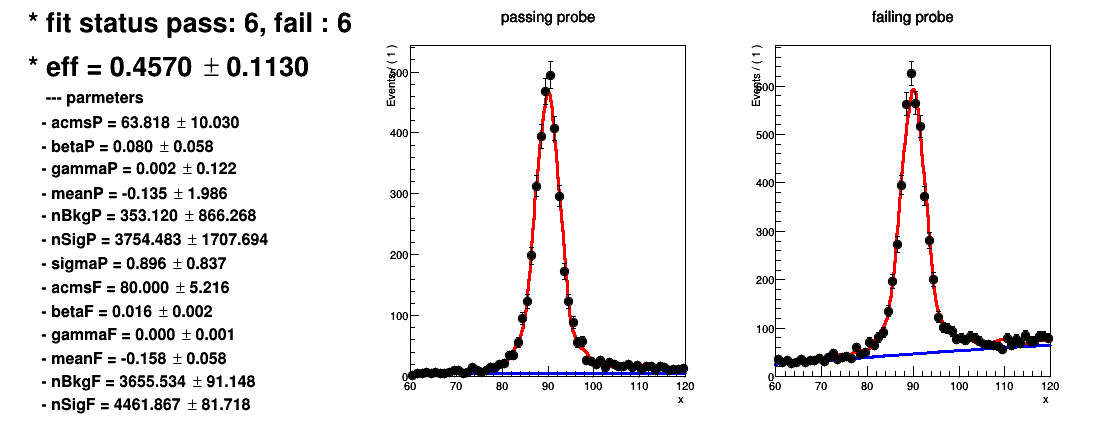 * fit status pass: 6, fail : 6
* eff = 0.4570 ± 0.1130
--- parmeters
- acmsP = 63.818 ± 10.030
- betaP = 0.080 ± 0.058
- gammaP = 0.002 ± 0.122
- meanP = -0.135 ± 1.986
- nBkgP = 353.120 ± 866.268
- nSigP = 3754.483 ± 1707.694
- sigmaP = 0.896 ± 0.837
- acmsF = 80.000 ± 5.216
- betaF = 0.016 ± 0.002
- gammaF = 0.000 ± 0.001
- meanF = -0.158 ± 0.058
- nBkgF = 3655.534 ± 91.148
- nSigF = 4461.867 ± 81.718
passing probe
Events / ( 1 )
500
400
300
200
100
0
60 70 80 90 100 110 120
x
failing probe
Events / ( 1 )
600
500
400
300
200
100
0
60 70 80 90 100 110 120
x